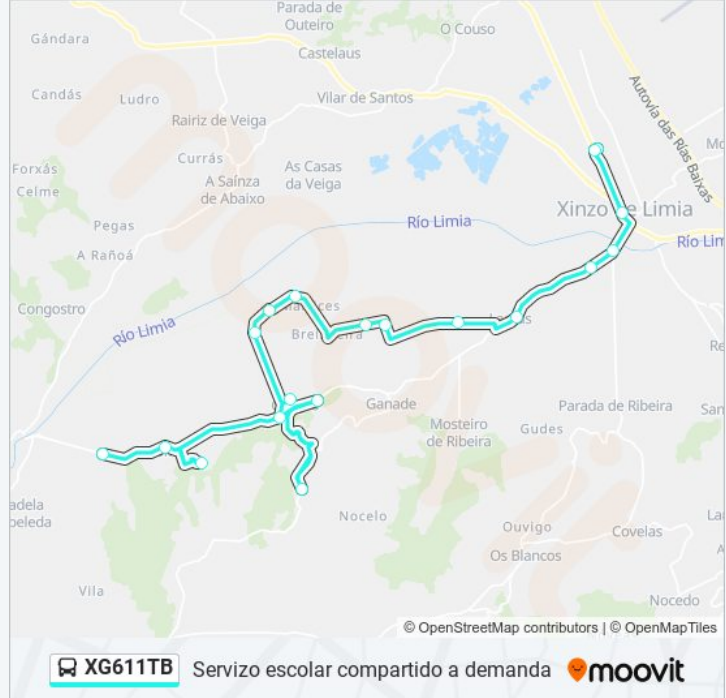 Parada de
Outeiro
O Couso
Gándara
Castelaus
Candás
Ludro
Vilar de Santos
Rairiz de Veiga
Autovía das Rías Baixas
Currás
Forxás
Celme
A Saínza
de Abaixo
As Casas
da Veiga
Xinzo de Limia
Pegas
Río Limia
A Rañoá
Congostro
Río Limia
Ganade
Parada de Ribeira
Mosteiro
de Ribeira
Gudes
Nocelo
Ouvigo
Covelas
Os Blancos
Vila
Nocedo
© OpenStreetMap contributors | © OpenMapTiles
XG611TB
Servizo escolar compartido a demanda
moovit